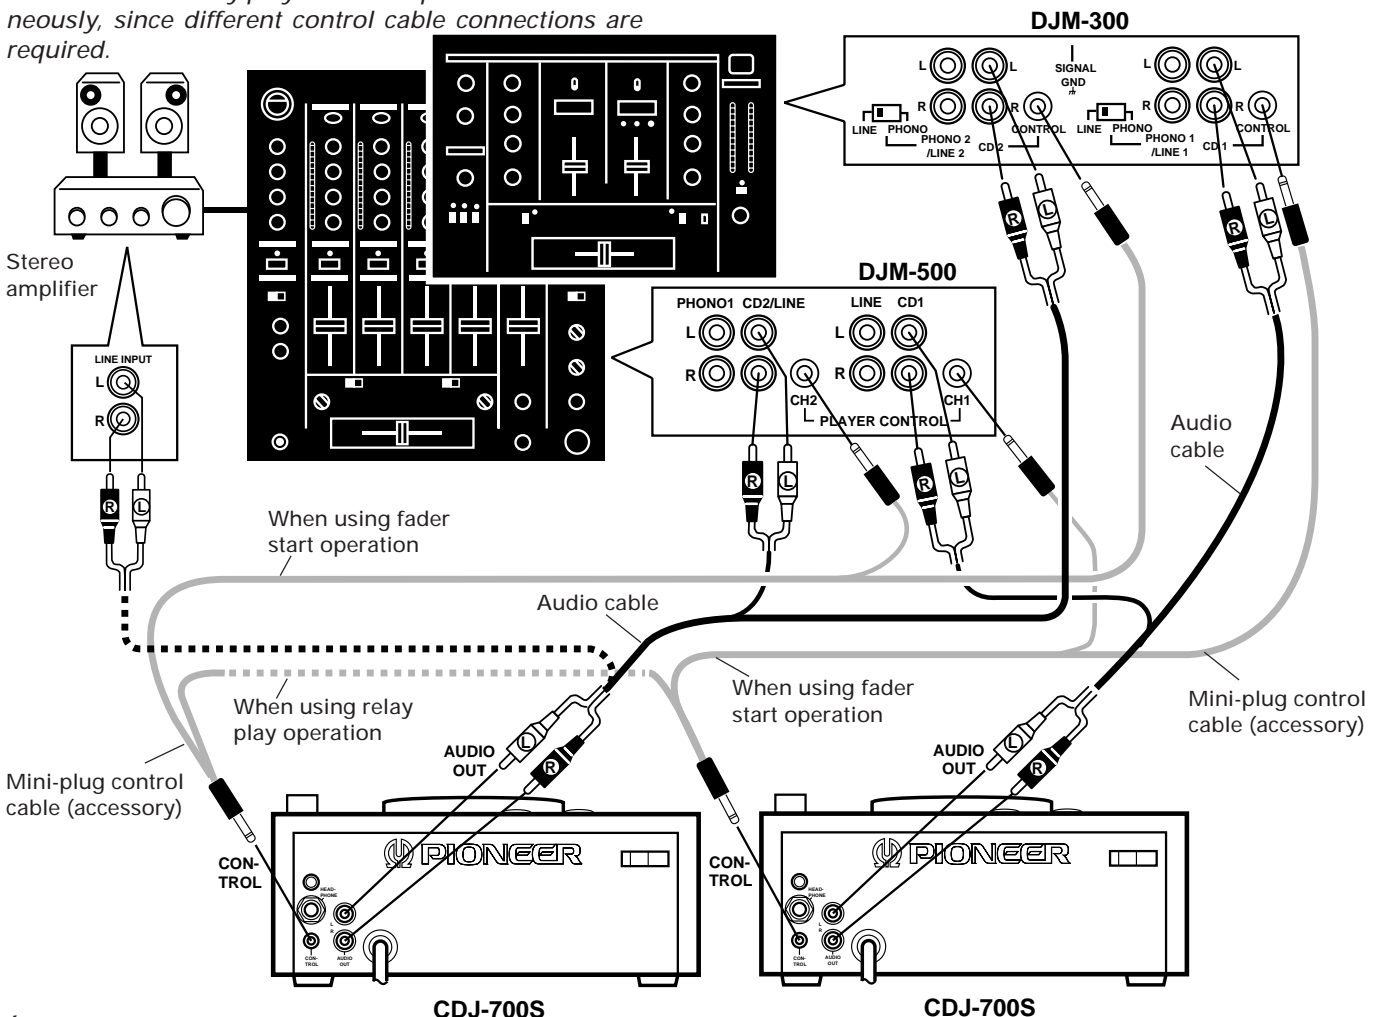 neously, since different control cable connections are
required.
DJM-300
L
L
SIGNAL
GND
L
L
R
R
R
R
LINE PHONO
CONTROL
LINE PHONO
CONTROL
PHONO 2
/LINE 2
CD 2
PHONO 1
/LINE 1
CD 1
R
L
R
L
Stereo
amplifier
DJM-500
PHONO1 CD2/LINE
LINE CD1
L
L
R
R
CH2
CH1
PLAYER CONTROL
LINE INPUT
L
R
Audio
cable
R
L
R
L
R
L
When using fader
start operation
Audio cable
When using relay
play operation
When using fader
start operation
Mini-plug control
cable (accessory)
Mini-plug control
cable (accessory)
AUDIO
OUT
L
R
AUDIO
OUT
L
R
CON-
TROL
PIONEER
HEAD-
PHONE
L
R
CON-
TROL
AUDIO
OUT
CON-
TROL
PIONEER
HEAD-
PHONE
L
R
CON-
TROL
AUDIO
OUT
CDJ-700S
CDJ-700S